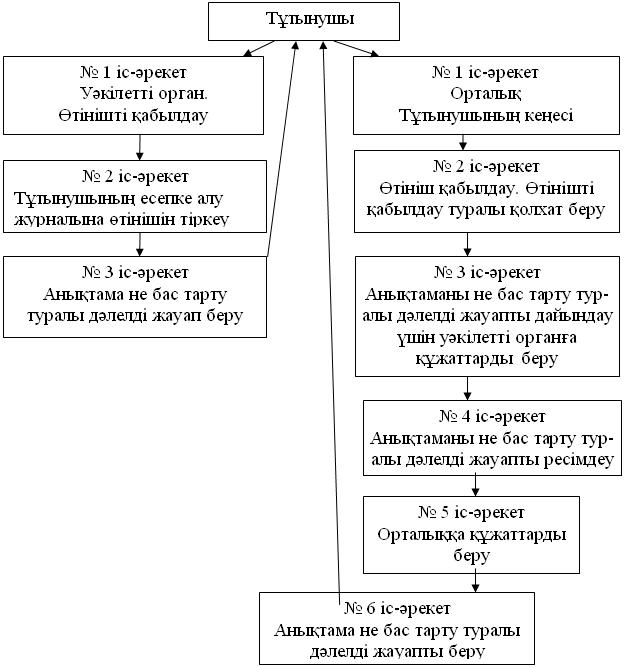 Тұтынушы
№ 1 іс-әрекет
Уәкілетті орган.
Өтінішті қабылдау
№ 2 іс-әрекет
Тұтынушының есепке алу
журналына өтінішін тіркеу
№ 3 іс-әрекет
Анықтама не бас тарту
туралы дәлелді жауап беру
№ 1 іс-әрекет
Орталық
Тұтынушының кеңесі
№ 2 іс-әрекет
Өтініш қабылдау. Өтінішті
қабылдау туралы қолхат беру
№ 3 іс-әрекет
Анықтаманы не бас тарту тур-
алы дәлелді жауапты дайындау
үшін уәкілетті органға
құжаттарды беру
№ 4 іс-әрекет
Анықтаманы не бас тарту тур-
алы дәлелді жауапты ресімдеу
№ 5 іс-әрекет
Орталыққа құжаттарды
беру
№ 6 іс-әрекет
Анықтама не бас тарту туралы
дәлелді жауапты беру